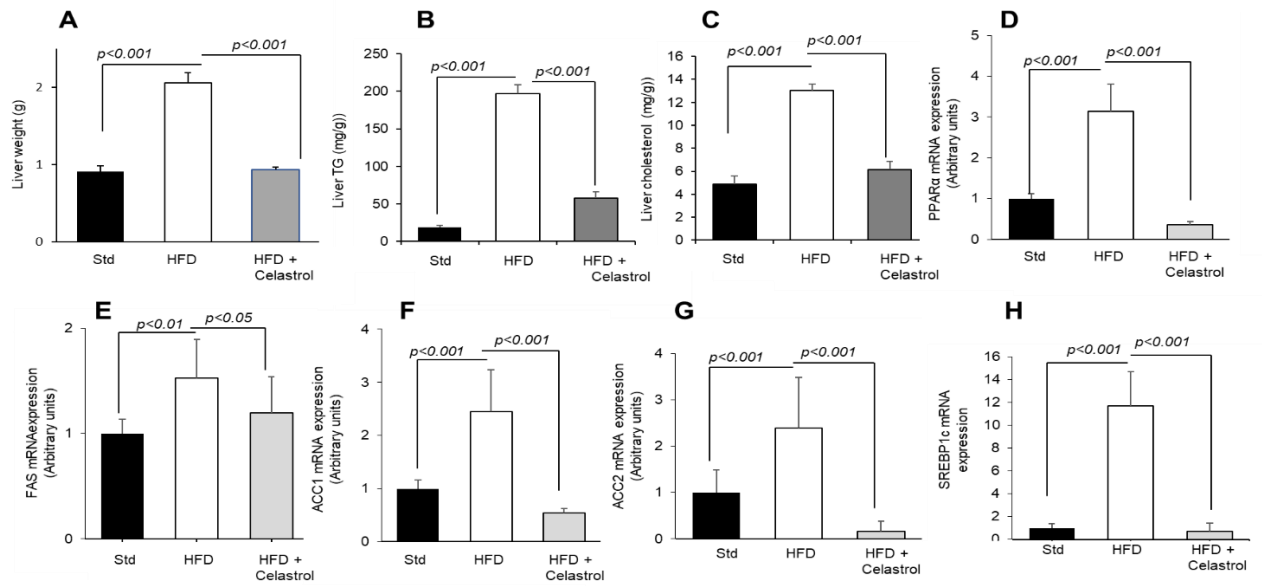 A
p<0.001
p<0.001
Liver weight (g)
2
1
0
Std
HFD
HFD +
Celastrol
B
p<0.001
p<0.001
Liver TG (mg/g))
250
200
150
100
50
0
Std
HFD
HFD +
Celastrol
C
p<0.001
p<0.001
Liver cholesterol (mg/g))
16
14
12
10
8
6
4
2
0
Std
HFD
HFD +
Celastrol
D
p<0.001
p<0.001
PPARα mRNA expression
(Arbitrary units)
5
4
3
2
1
0
Std
HFD
HFD +
Celastrol
E
p<0.01
p<0.05
FAS mRNAexpression
(Arbitrary units)
2
1
0
Std
HFD
HFD +
Celastrol
F
p<0.001
p<0.001
ACC1 mRNA expression
(Arbitrary units)
4
3
2
1
0
Std
HFD
HFD +
Celastrol
G
p<0.001
p<0.001
ACC2 mRNA expression
(Arbitrary units)
4
3
2
1
0
Std
HFD
HFD +
Celastrol
H
p<0.001
p<0.001
SREBP1c mRNA
expression
16
14
12
10
8
6
4
2
0
Std
HFD
HFD +
Celastrol